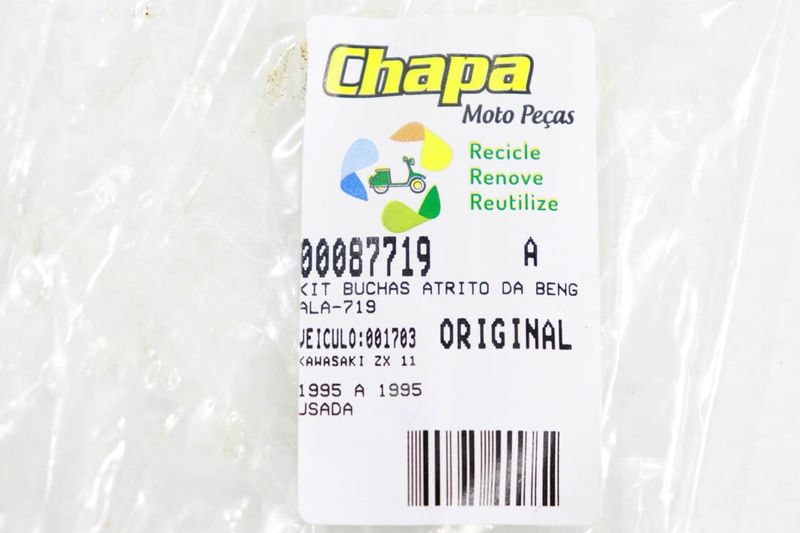 Chapa
Moto Peças
Recicle
Renove
Reutilize
00087719 A
KIT BUCHAS ATRITO DA BENG
ALA-719
VEICULO:001703 ORIGINAL
KAWASAKI ZX 11
1995 A 1995
USADA